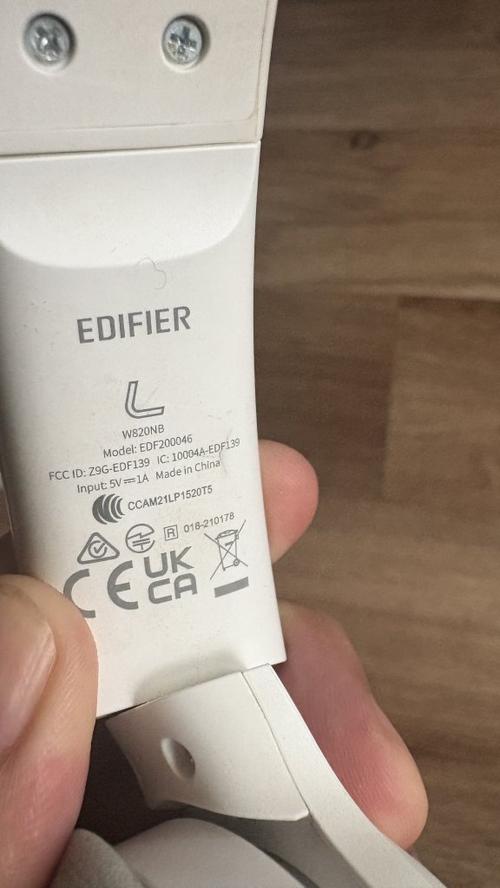 EDIFIER
L
W820NB
Model: EDF200046
FCC ID: Z9G-EDF139 IC: 10004A-EDF139
Input: 5V⎓1A Made in China
CCAM21LP1520T5
R 018-210178
CE UK CA